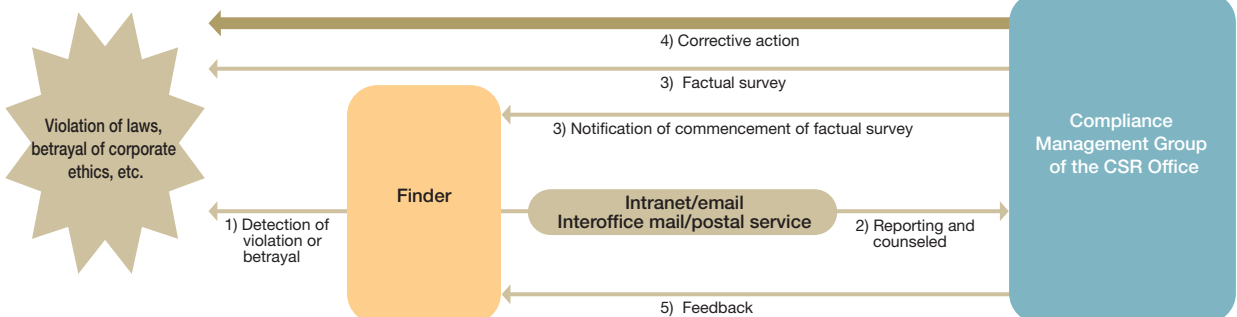 4) Corrective action
3) Factual survey
3) Notification of commencement of factual survey
Violation of laws,
betrayal of corporate
ethics, etc.
Finder
Intranet/email
Interoffice mail/postal service
Compliance
Management Group
of the CSR Office
1) Detection of
violation or
betrayal
2) Reporting and
counseled
5) Feedback